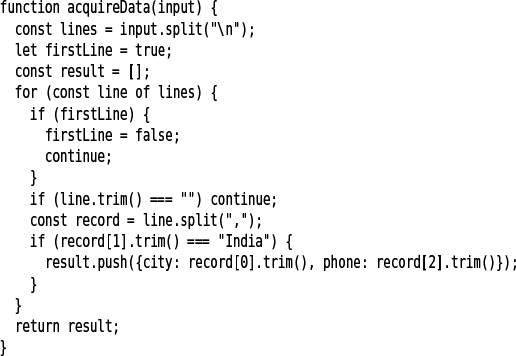 function acquireData(input) {
  const lines = input.split("\n");
  let firstLine = true;
  const result = [];
  for (const line of lines) {
    if (firstLine) {
      firstLine = false;
      continue;
    }
    if (line.trim() === "") continue;
    const record = line.split(",");
    if (record[1].trim() === "India") {
      result.push({city: record[0].trim(), phone: record[2].trim()});
    }
  }
  return result;
}